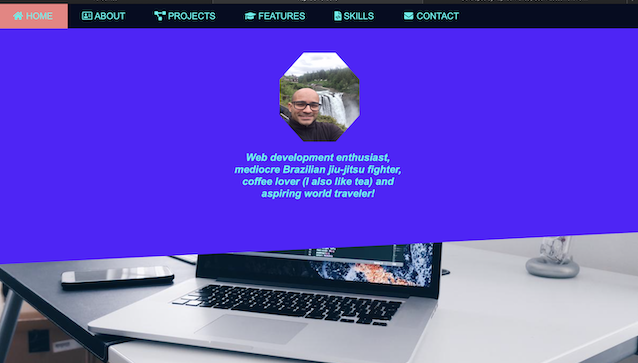 HOME ABOUT PROJECTS FEATURES SKILLS CONTACT
Web development enthusiast,
mediocre Brazilian jiu-jitsu fighter,
coffee lover (I also like tea) and
aspiring world traveler!